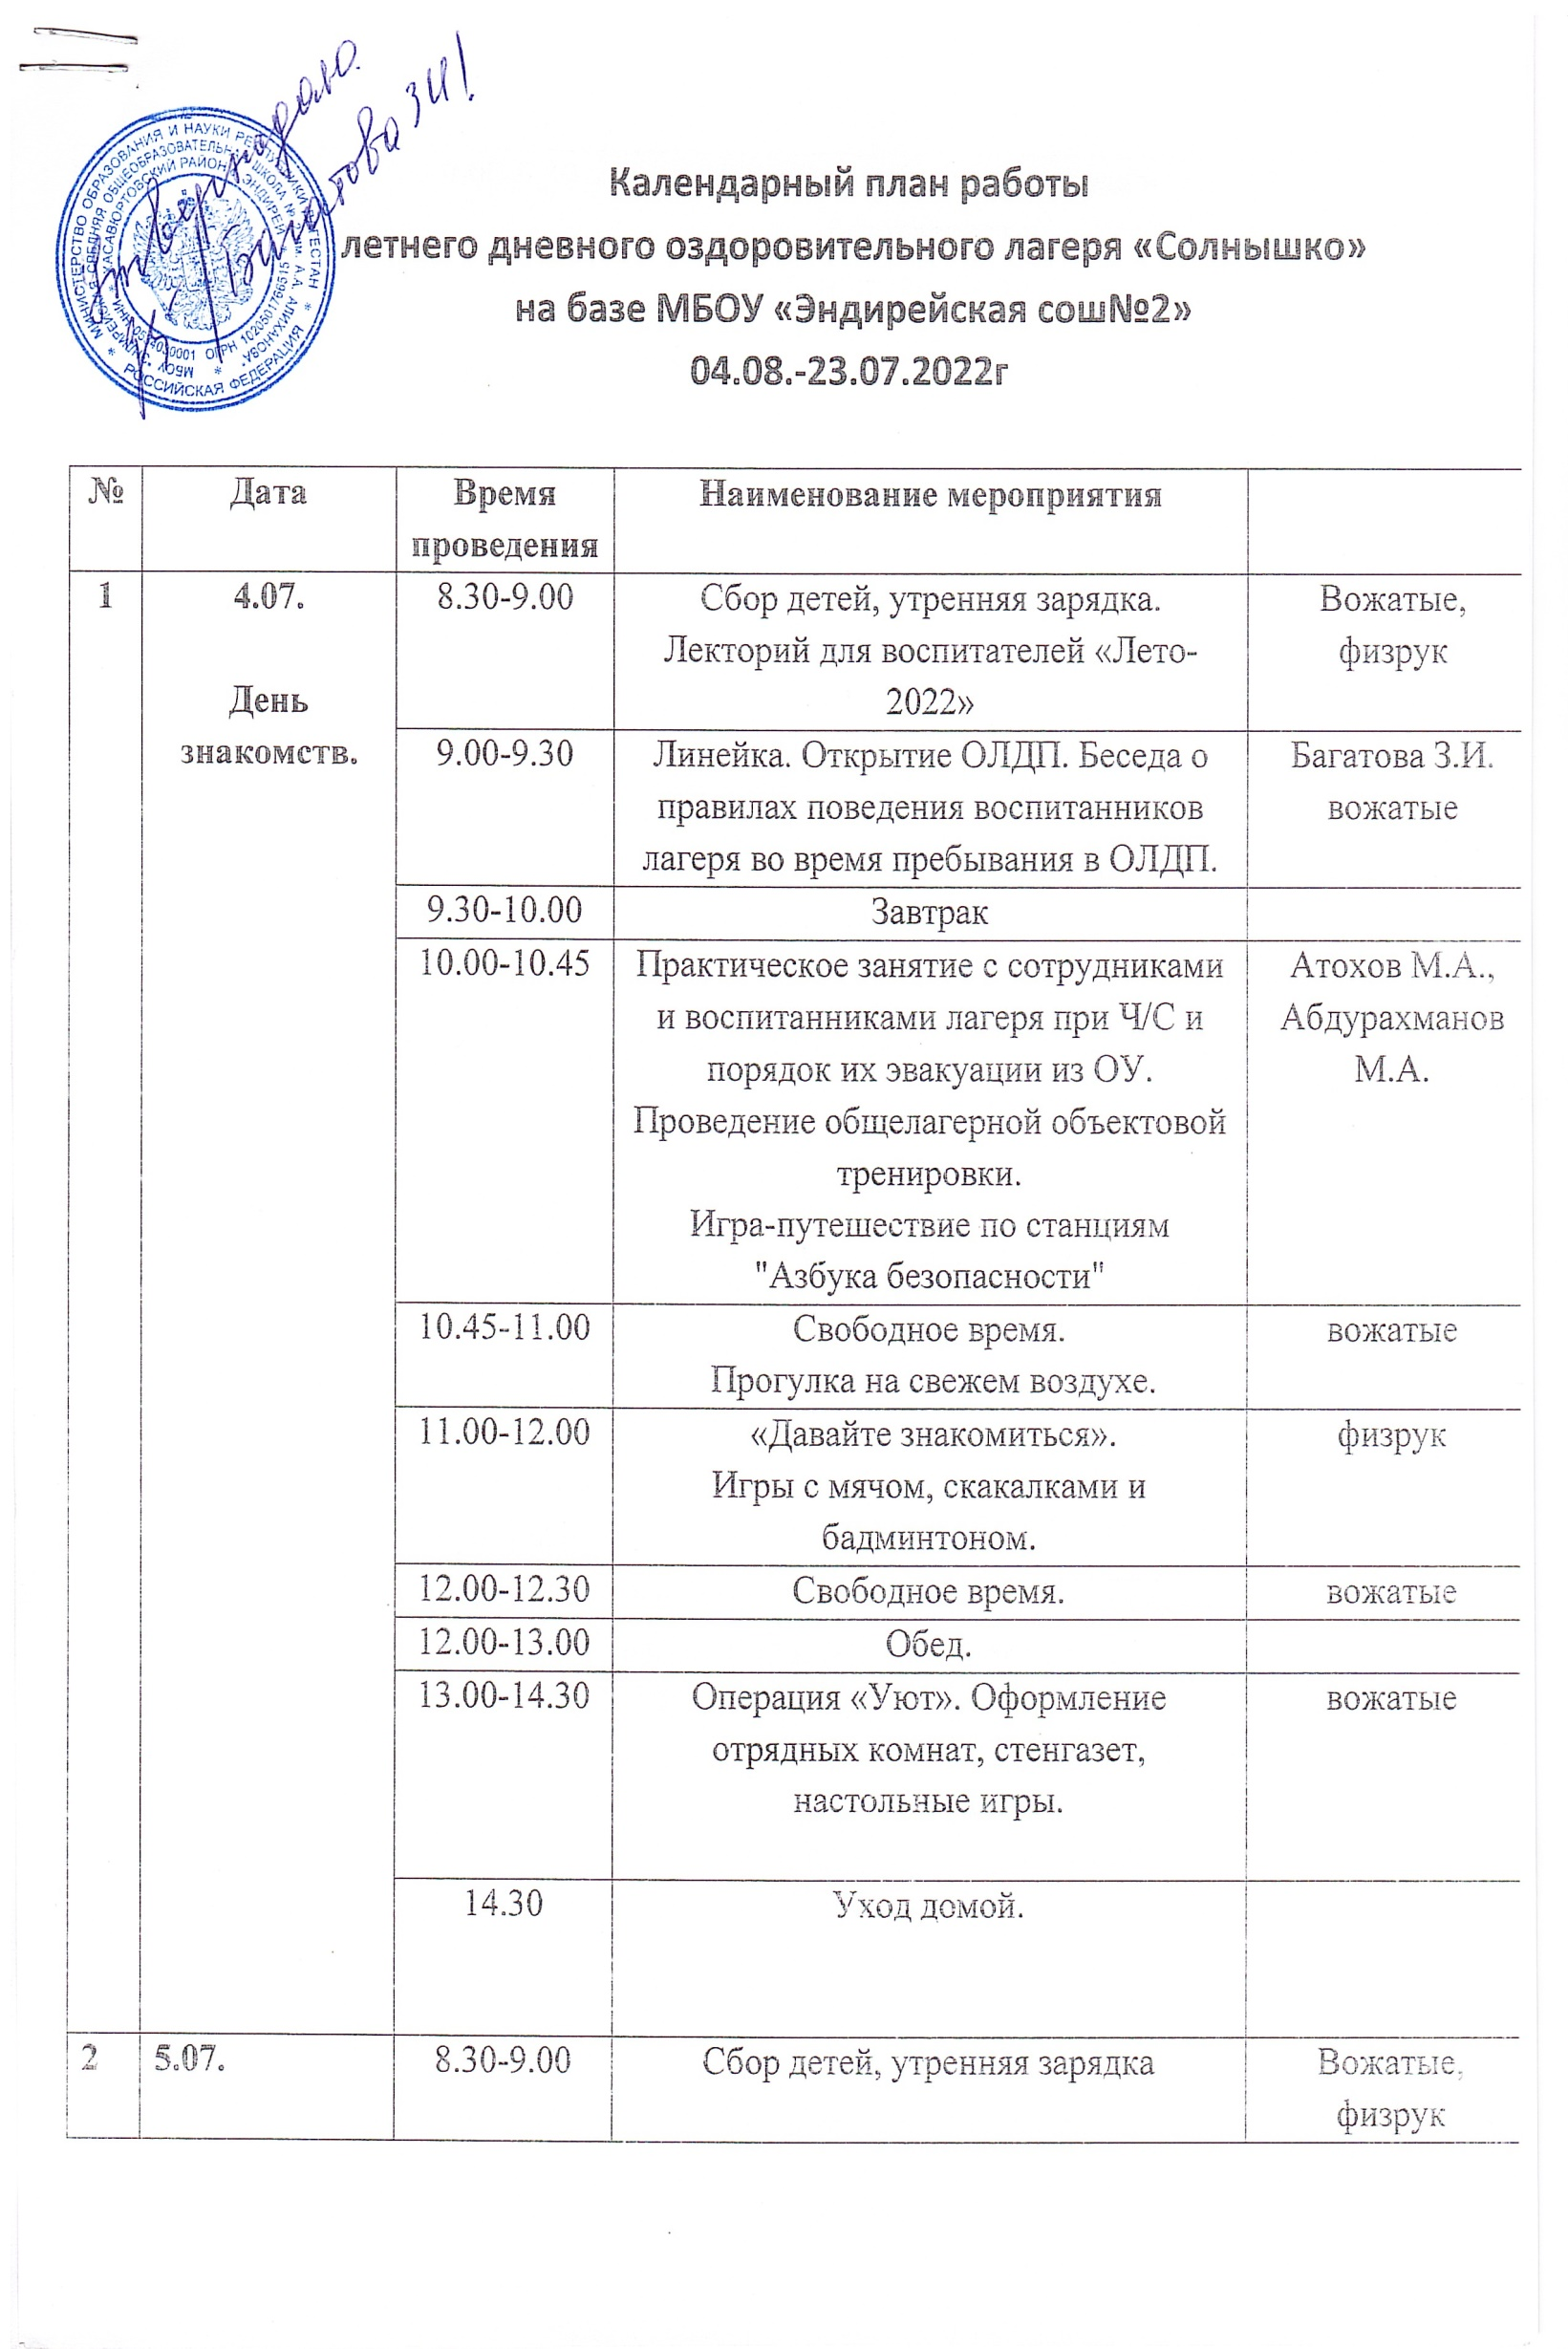 Утверждаю.
Багатова ЗИ!
МИНИСТЕРСТВО ОБРАЗОВАНИЯ И НАУКИ РЕСПУБЛИКИ ДАГЕСТАН
РОССИЙСКАЯ ФЕДЕРАЦИЯ
Календарный план работы
летнего дневного оздоровительного лагеря «Солнышко»
на базе МБОУ «Эндирейская сош№2»
04.08.-23.07.2022г
№ Дата Время Наименование мероприятия
проведения
1 4.07. 8.30-9.00 Сбор детей, утренняя зарядка. Вожатые,
Лекторий для воспитателей «Лето- физрук
День 2022»
знакомств. 9.00-9.30 Линейка. Открытие ОЛДП. Беседа о Багатова З.И.
правилах поведения воспитанников вожатые
лагеря во время пребывания в ОЛДП.
9.30-10.00 Завтрак
10.00-10.45 Практическое занятие с сотрудниками Атохов М.А.,
и воспитанниками лагеря при Ч/С и Абдурахманов
порядок их эвакуации из ОУ. М.А.
Проведение общелагерной объектовой
тренировки.
Игра-путешествие по станциям
"Азбука безопасности"
10.45-11.00 Свободное время. вожатые
Прогулка на свежем воздухе.
11.00-12.00 «Давайте знакомиться». физрук
Игры с мячом, скакалками и
бадминтоном.
12.00-12.30 Свободное время. вожатые
12.00-13.00 Обед.
13.00-14.30 Операция «Уют». Оформление вожатые
отрядных комнат, стенгазет,
настольные игры.
14.30 Уход домой.
2 5.07. 8.30-9.00 Сбор детей, утренняя зарядка Вожатые,
физрук